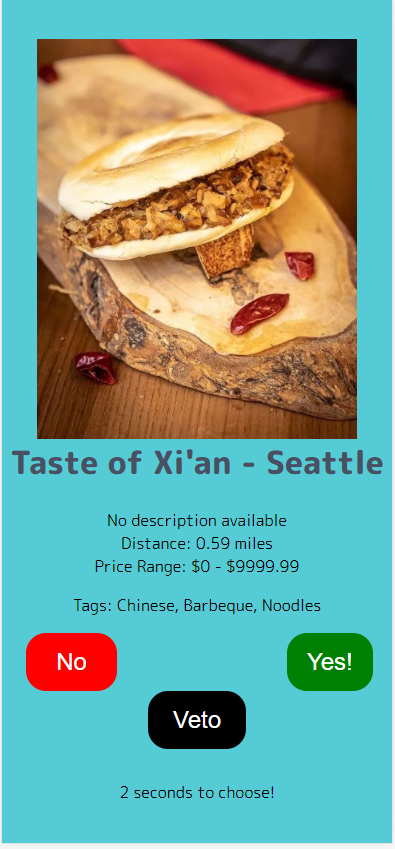 Taste of Xi'an - Seattle
No description available
Distance: 0.59 miles
Price Range: $0 - $9999.99
Tags: Chinese, Barbeque, Noodles
No
Yes!
Veto
2 seconds to choose!